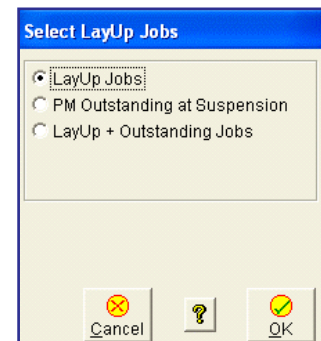 Select LayUp Jobs
LayUp Jobs
PM Outstanding at Suspension
LayUp + Outstanding Jobs
Cancel ? OK